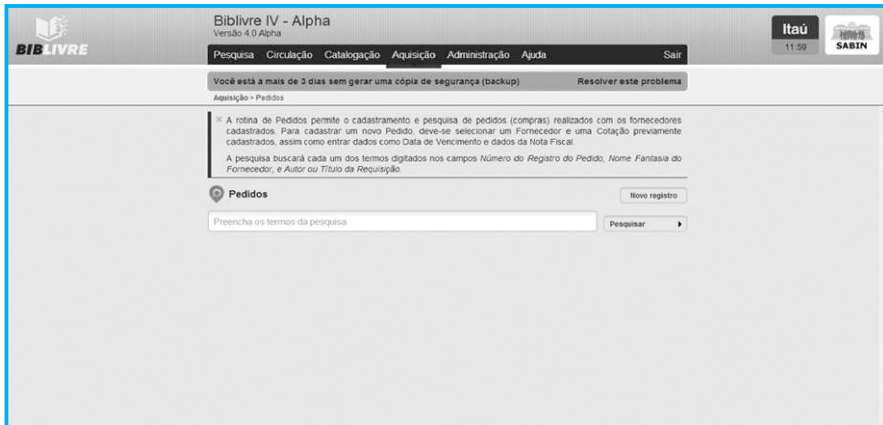 BIBLIVRE
Biblivre IV - Alpha
Versão 4.0 Alpha
Itaú
11:59
SABIN
Pesquisa Circulação Catalogação Aquisição Administração Ajuda Sair
Você está a mais de 3 dias sem gerar uma cópia de segurança (backup) Resolver este problema
Aquisição > Pedidos
× A rotina de Pedidos permite o cadastramento e pesquisa de pedidos (compras) realizados com os fornecedores
cadastrados. Para cadastrar um novo Pedido, deve-se selecionar um Fornecedor e uma Cotação previamente
cadastrados, assim como entrar dados como Data de Vencimento e dados da Nota Fiscal.
A pesquisa buscará cada um dos termos digitados nos campos Número do Registro do Pedido, Nome Fantasia do
Fornecedor, e Autor ou Título da Requisição.
Pedidos
Novo registro
Preencha os termos da pesquisa
Pesquisar